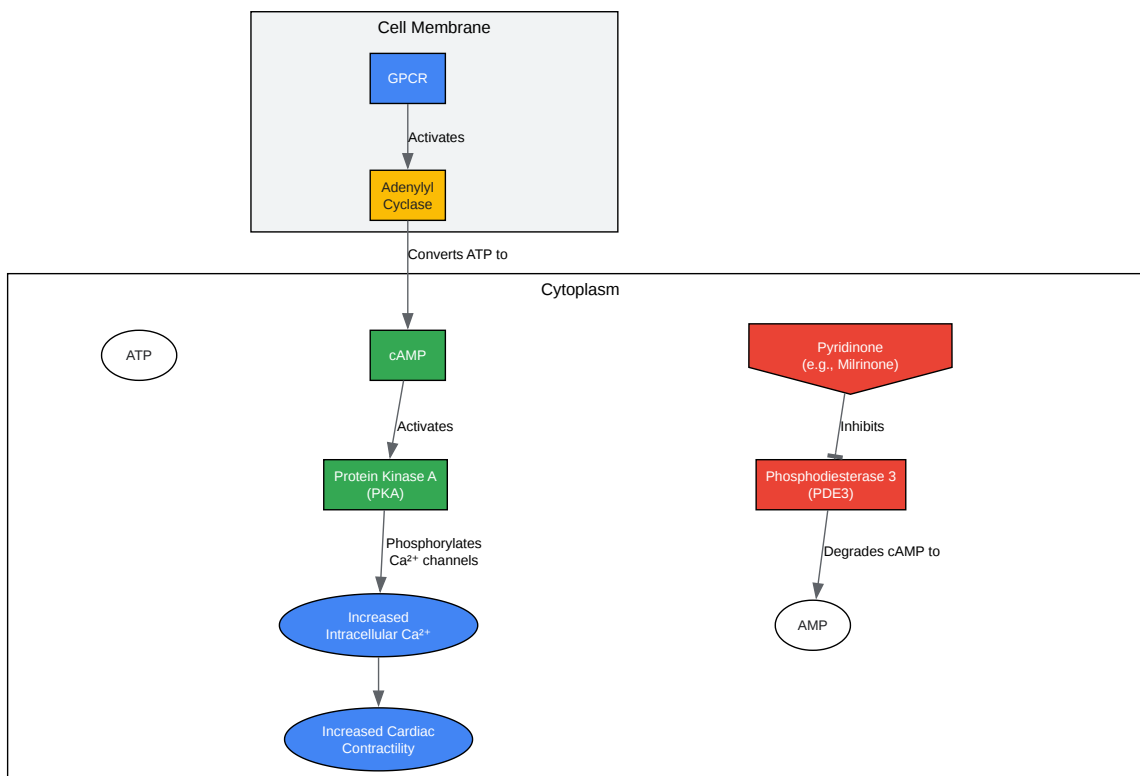 Cell Membrane
GPCR
Activates
Adenylyl
Cyclase
Converts ATP to
Cytoplasm
ATP
cAMP
Pyridinone
(e.g., Milrinone)
Activates
Inhibits
Protein Kinase A
(PKA)
Phosphodiesterase 3
(PDE3)
Phosphorylates
Ca²⁺ channels
Degrades cAMP to
Increased
Intracellular Ca²⁺
AMP
Increased Cardiac
Contractility